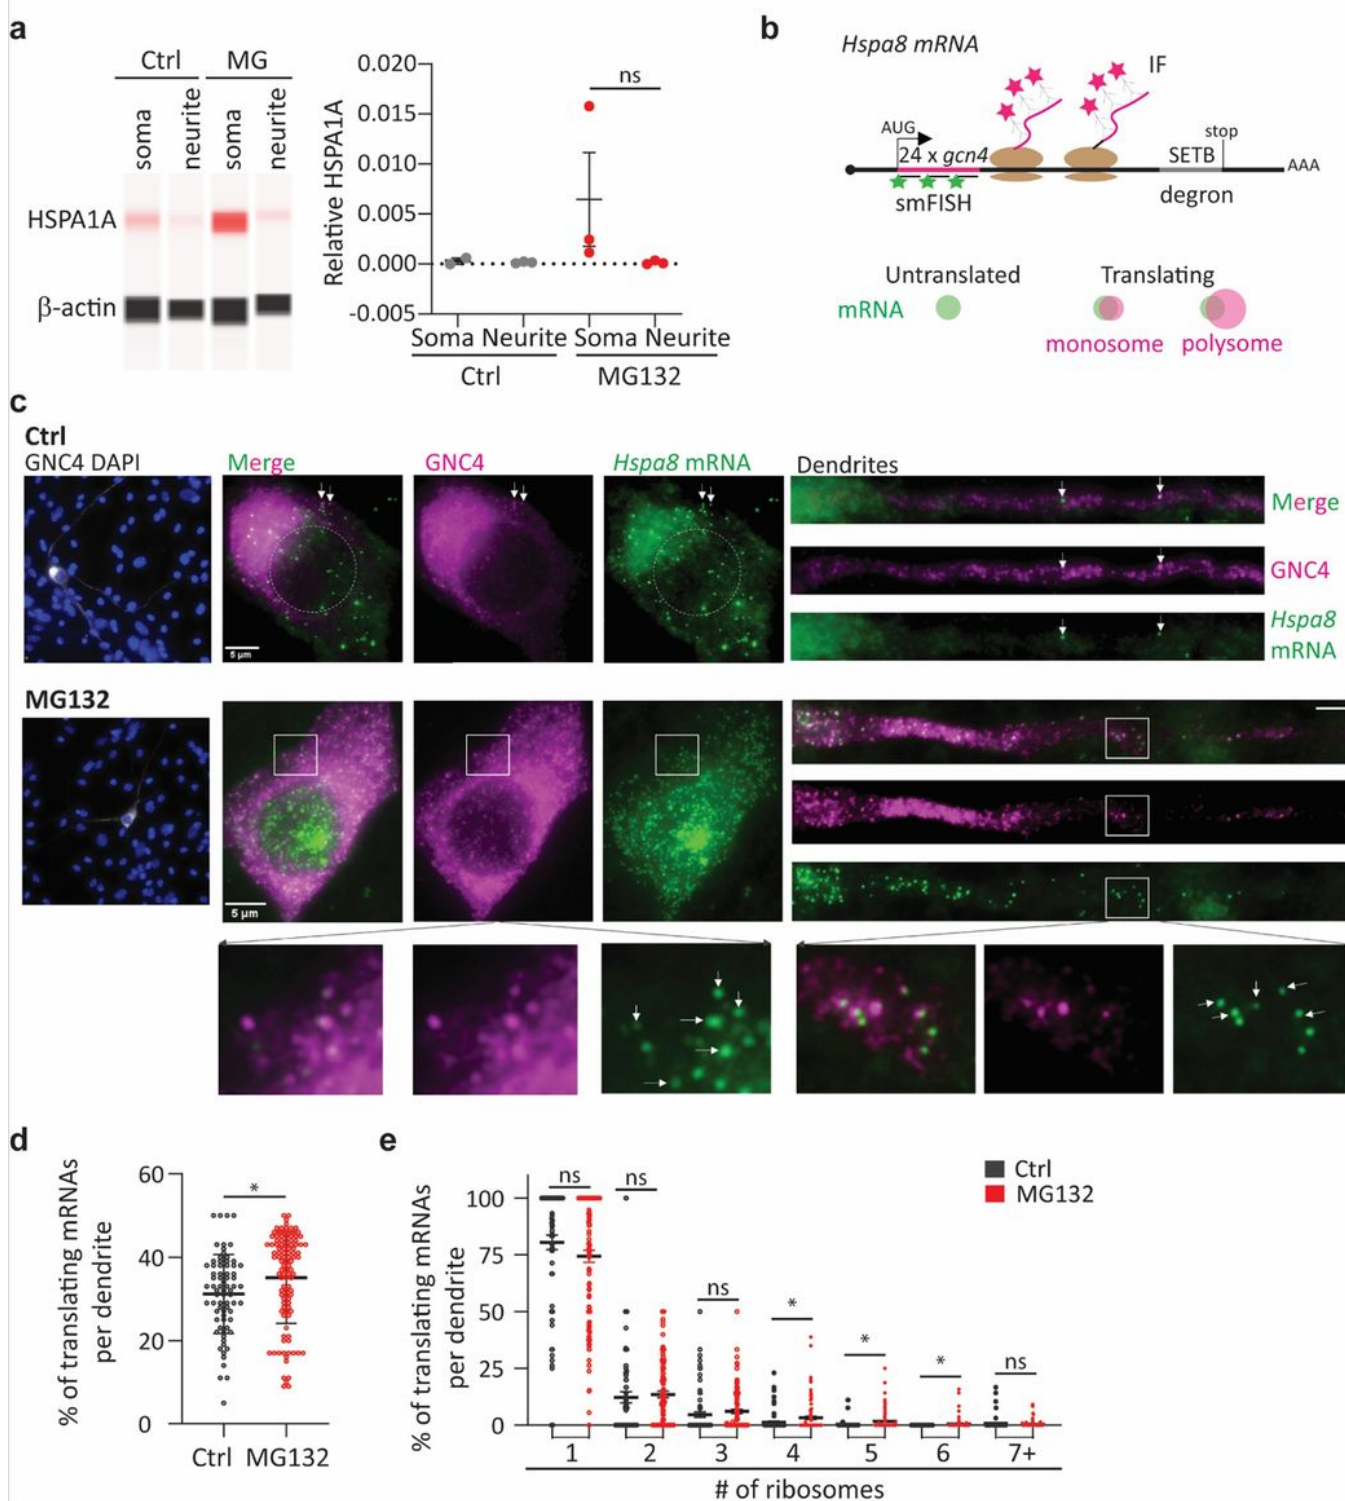 a
Ctrl MG
soma
neurite
soma
neurite
HSPA1A
β-actin
Relative HSPA1A
0.020
0.015
0.010
0.005
0.000
-0.005
ns
Soma Neurite Soma Neurite
Ctrl MG132
b
Hspa8 mRNA
IF
AUG
24 x gcn4
smFISH
SETB
stop
AAA
degron
Untranslated Translating
mRNA
monosome polysome
c
Ctrl
GNC4 DAPI Merge GNC4 Hspa8 mRNA Dendrites
5 µm
Merge
GNC4
Hspa8
mRNA
MG132
5 µm
d
% of translating mRNAs
per dendrite
60
40
20
0
*
Ctrl MG132
e
% of translating mRNAs
per dendrite
100
75
50
25
0
ns ns ns * * * ns
Ctrl
MG132
1 2 3 4 5 6 7+
# of ribosomes